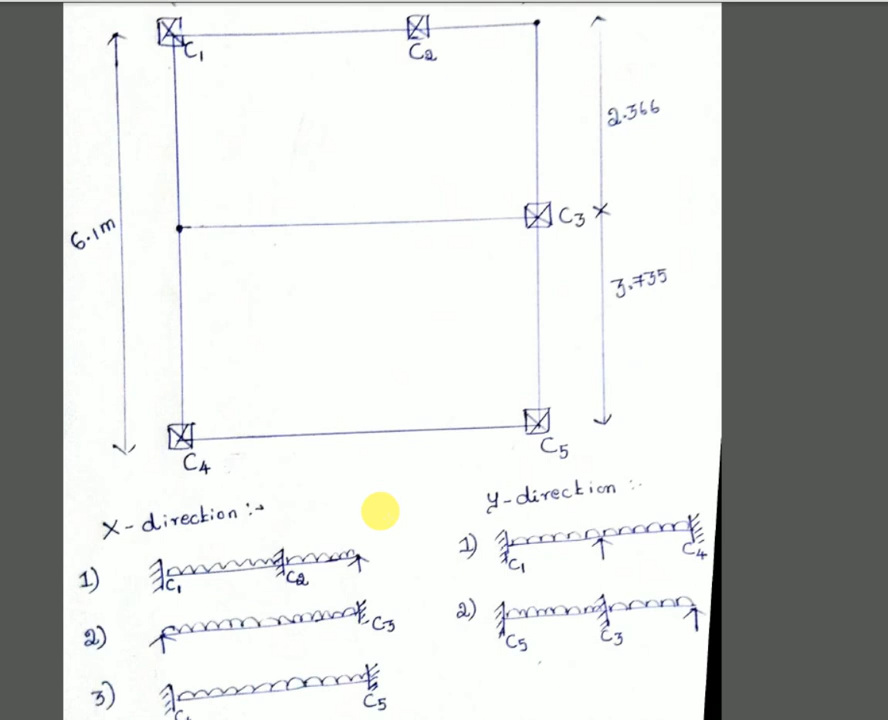 C1
C2
2.366
6.1m
C3
3.735
C4
C5
X-direction :-
1) C1 C2
2) C3
3) C5
y-direction :-
1) C1 C4
2) C5 C3